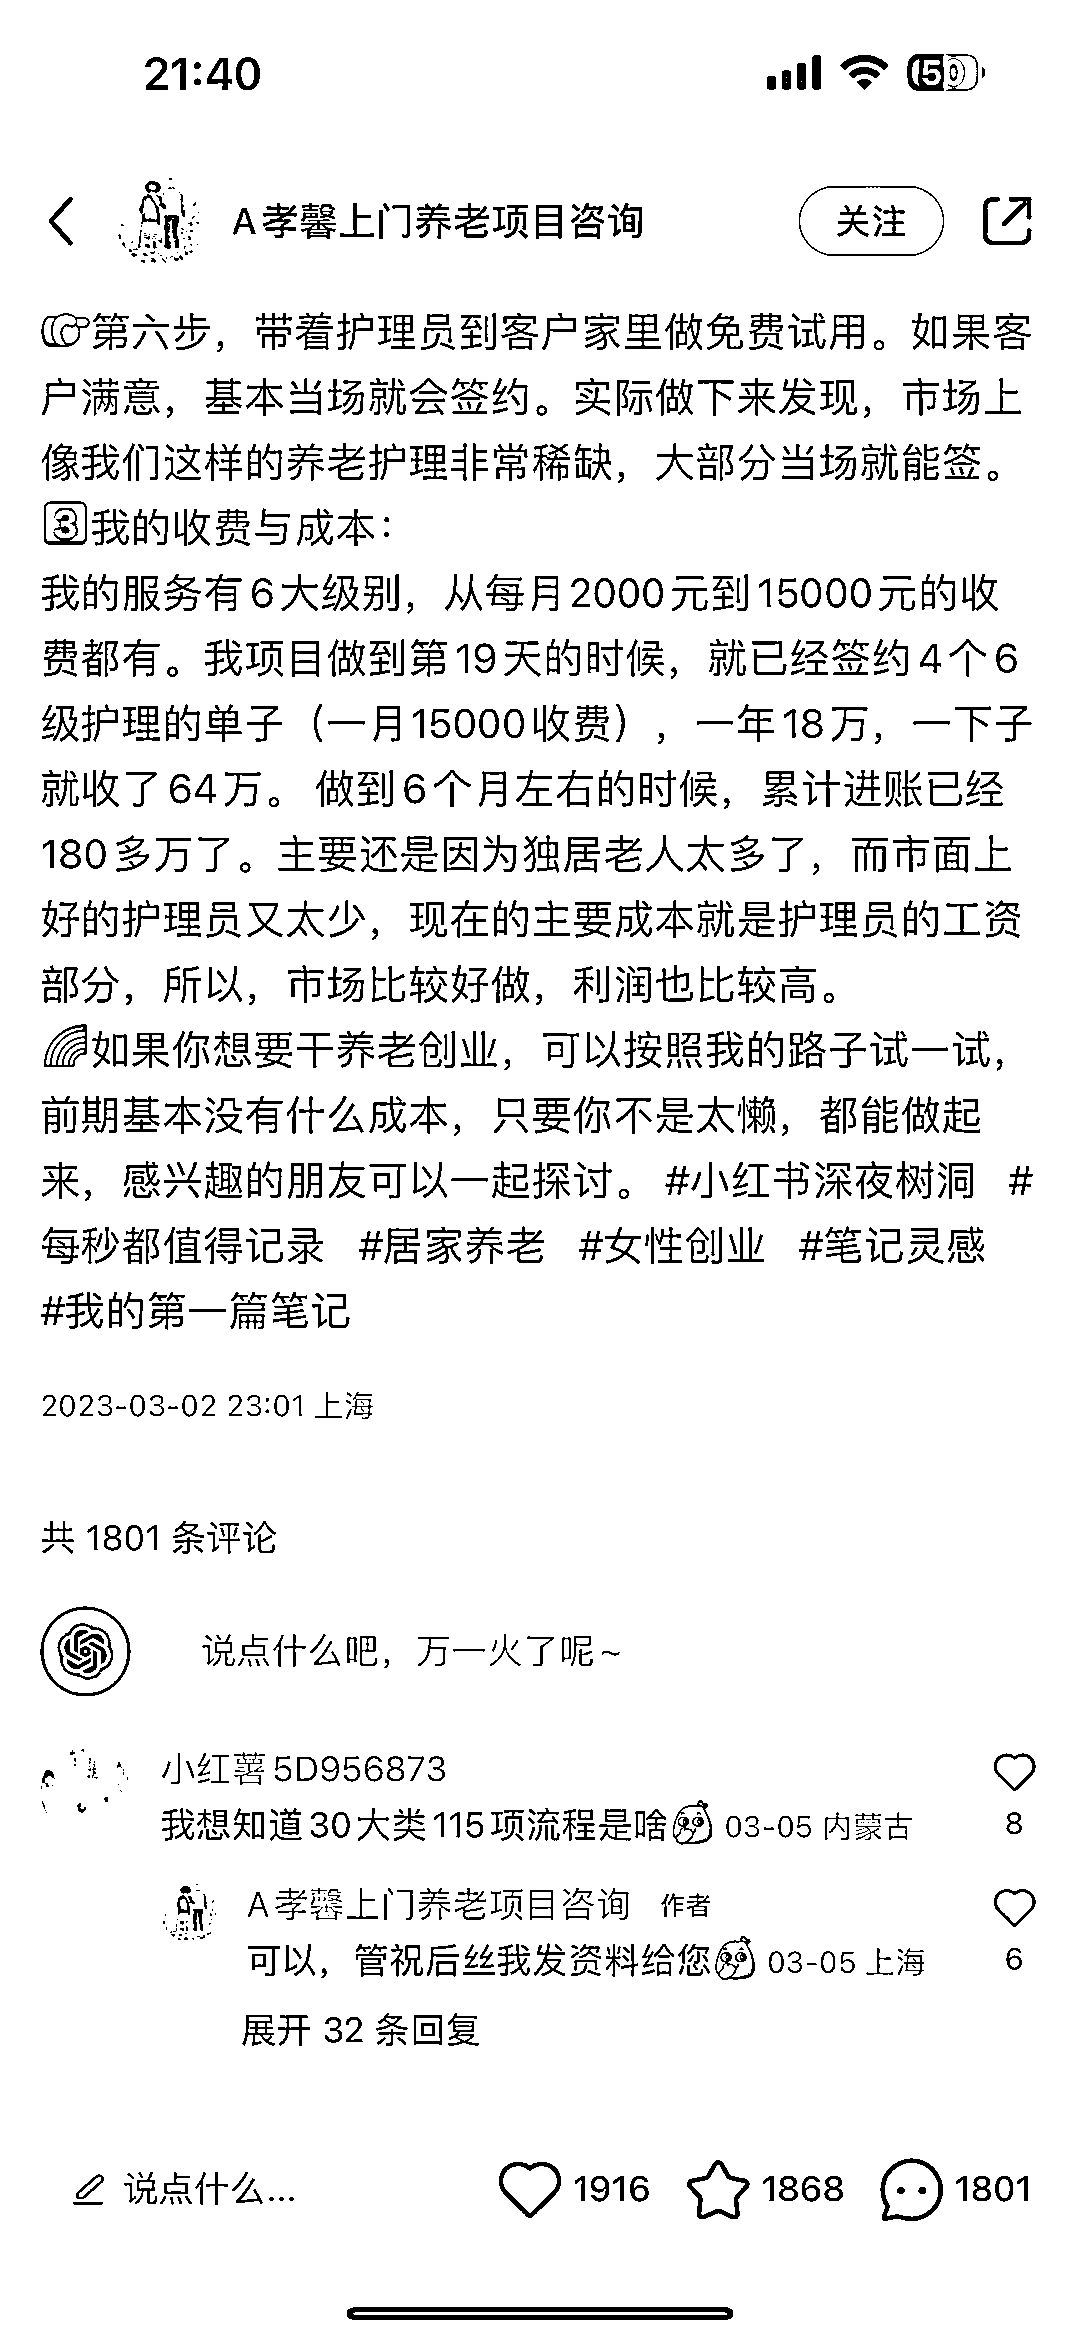 21:40
50
A孝馨上门养老项目咨询
关注
👉第六步，带着护理员到客户家里做免费试用。如果客
户满意，基本当场就会签约。实际做下来发现，市场上
像我们这样的养老护理非常稀缺，大部分当场就能签。
3️⃣我的收费与成本：
我的服务有6大级别，从每月2000元到15000元的收
费都有。我项目做到第19天的时候，就已经签约4个6
级护理的单子（一月15000收费），一年18万，一下子
就收了64万。 做到6个月左右的时候，累计进账已经
180多万了。主要还是因为独居老人太多了，而市面上
好的护理员又太少，现在的主要成本就是护理员的工资
部分，所以，市场比较好做，利润也比较高。
🌈如果你想要干养老创业，可以按照我的路子试一试，
前期基本没有什么成本，只要你不是太懒，都能做起
来，感兴趣的朋友可以一起探讨。 #小红书深夜树洞 #
每秒都值得记录 #居家养老 #女性创业 #笔记灵感
#我的第一篇笔记
2023-03-02 23:01 上海
共 1801 条评论
说点什么吧，万一火了呢~
小红薯5D956873
我想知道30大类115项流程是啥 03-05 内蒙古
8
A孝馨上门养老项目咨询 作者
可以，管祝后丝我发资料给您 03-05 上海
6
展开 32 条回复
说点什么...
1916
1868
1801